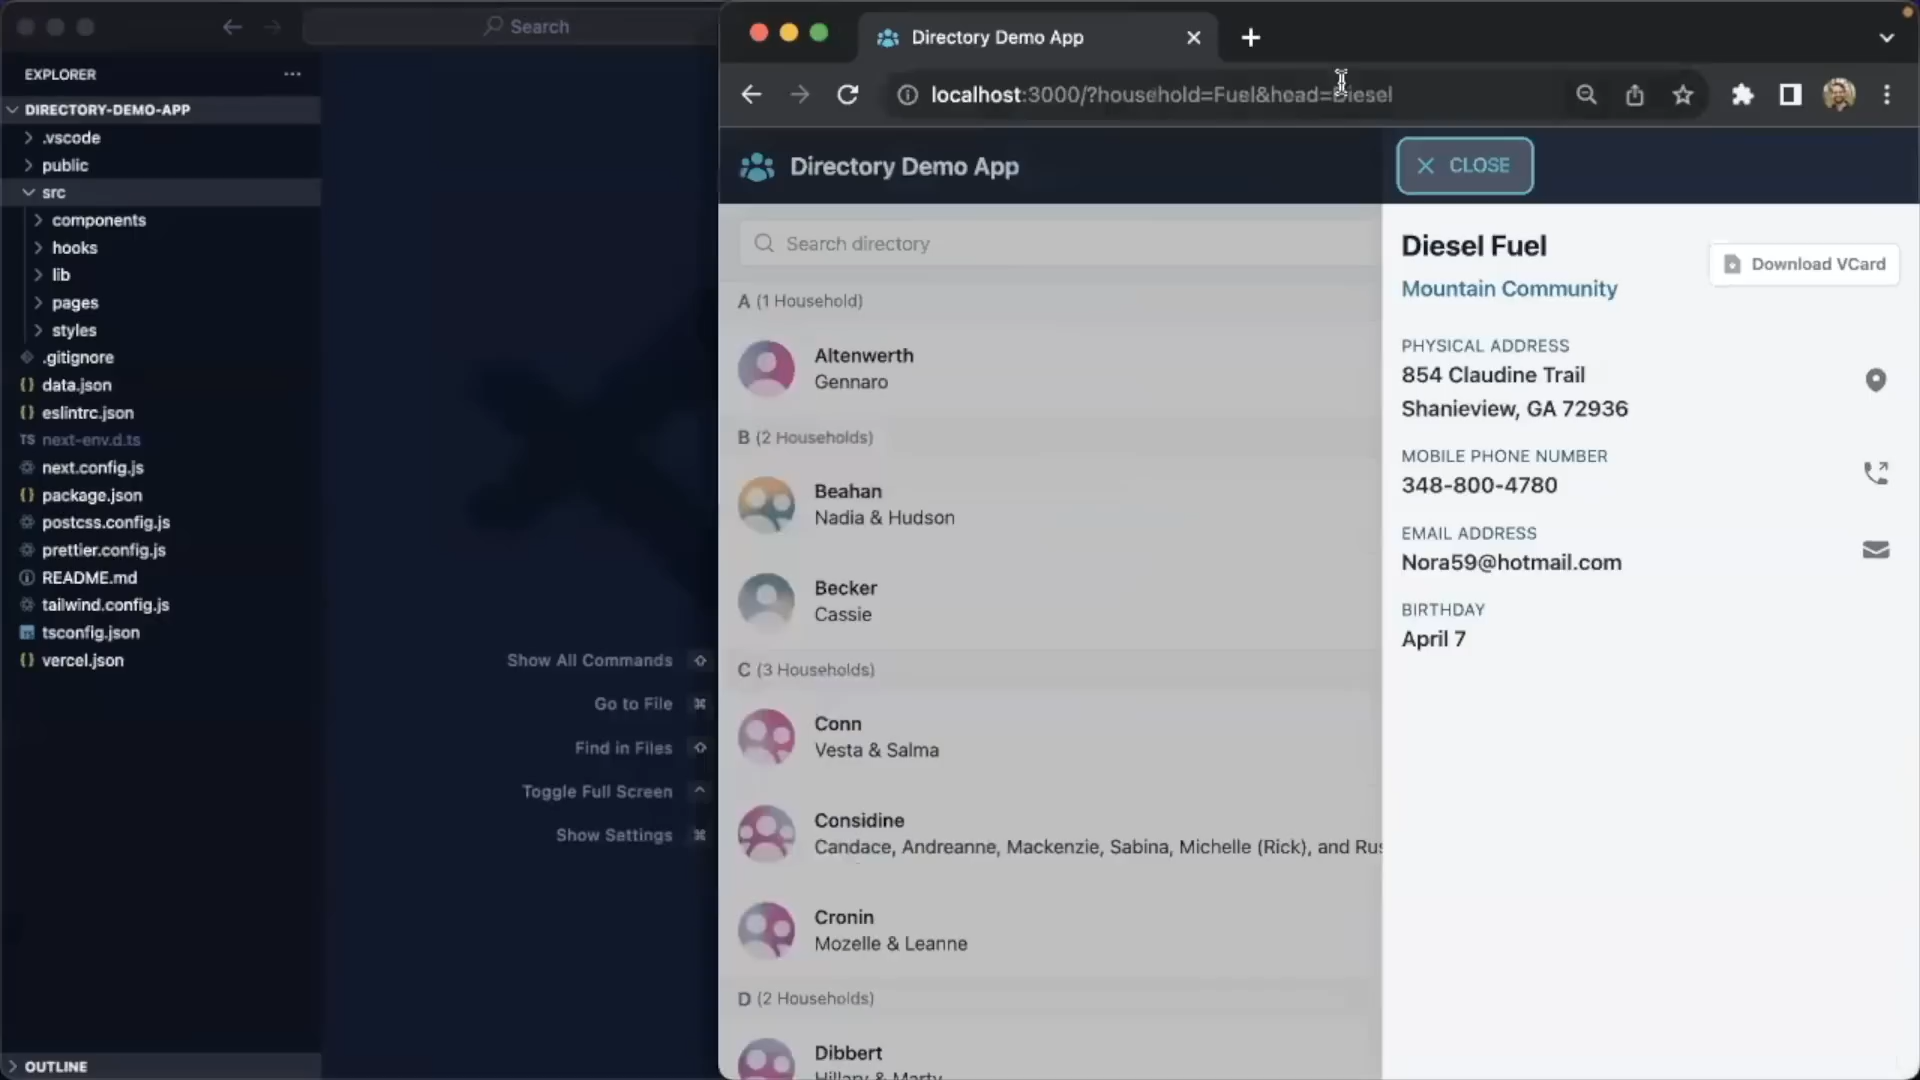 Search
EXPLORER
DIRECTORY-DEMO-APP
.vscode
public
src
components
hooks
lib
pages
styles
.gitignore
data.json
eslintrc.json
TS next-env.d.ts
next.config.js
package.json
postcss.config.js
prettier.config.js
README.md
tailwind.config.js
tsconfig.json
vercel.json
OUTLINE
Show All Commands
Go to File
Find in Files
Toggle Full Screen
Show Settings
Directory Demo App
localhost:3000/?household=Fuel&head=Diesel
Directory Demo App
Search directory
A (1 Household)
Altenwerth
Gennaro
B (2 Households)
Beahan
Nadia & Hudson
Becker
Cassie
C (3 Households)
Conn
Vesta & Salma
Considine
Candace, Andreanne, Mackenzie, Sabina, Michelle (Rick), and Rus
Cronin
Mozelle & Leanne
D (2 Households)
Dibbert
Hillary & Marty
CLOSE
Diesel Fuel
Download VCard
Mountain Community
PHYSICAL ADDRESS
854 Claudine Trail
Shanieview, GA 72936
MOBILE PHONE NUMBER
348-800-4780
EMAIL ADDRESS
Nora59@hotmail.com
BIRTHDAY
April 7